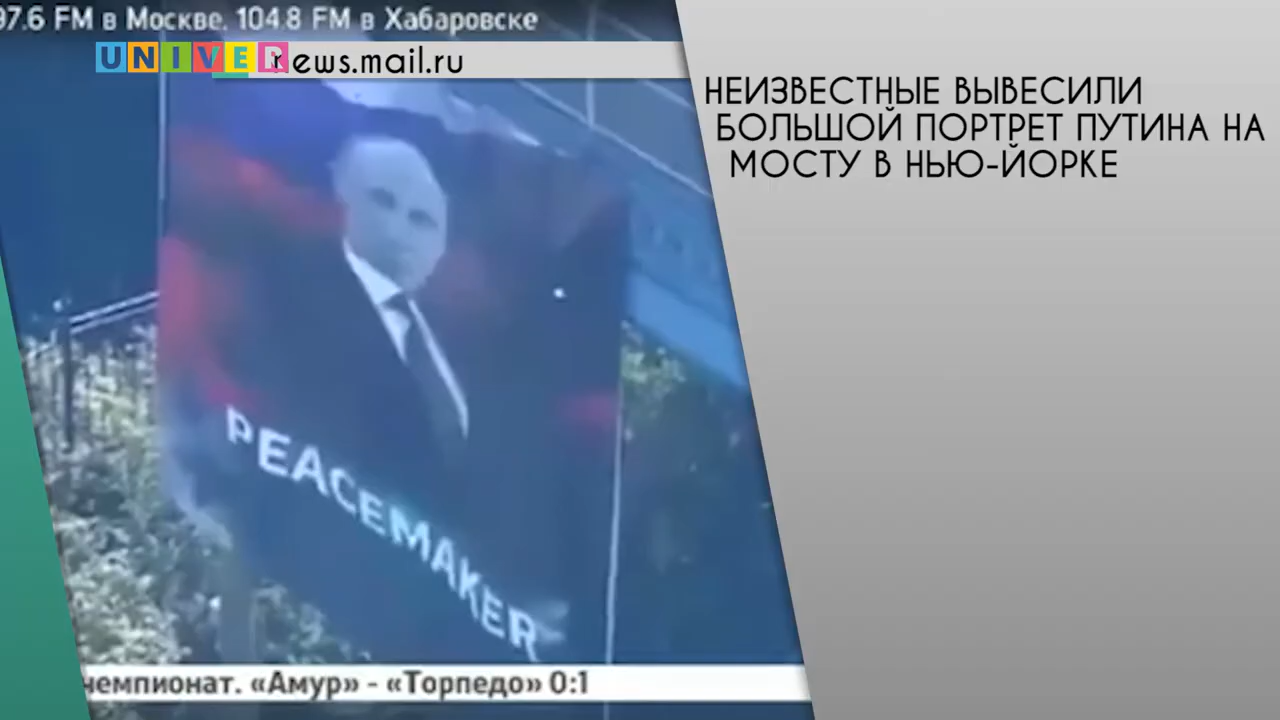 97.6 FM в Москве. 104.8 FM в Хабаровске
UNIVER
news.mail.ru
НЕИЗВЕСТНЫЕ ВЫВЕСИЛИ
БОЛЬШОЙ ПОРТРЕТ ПУТИНА НА
МОСТУ В НЬЮ-ЙОРКЕ
PEACEMAKER
чемпионат. «Амур» - «Торпедо» 0:1